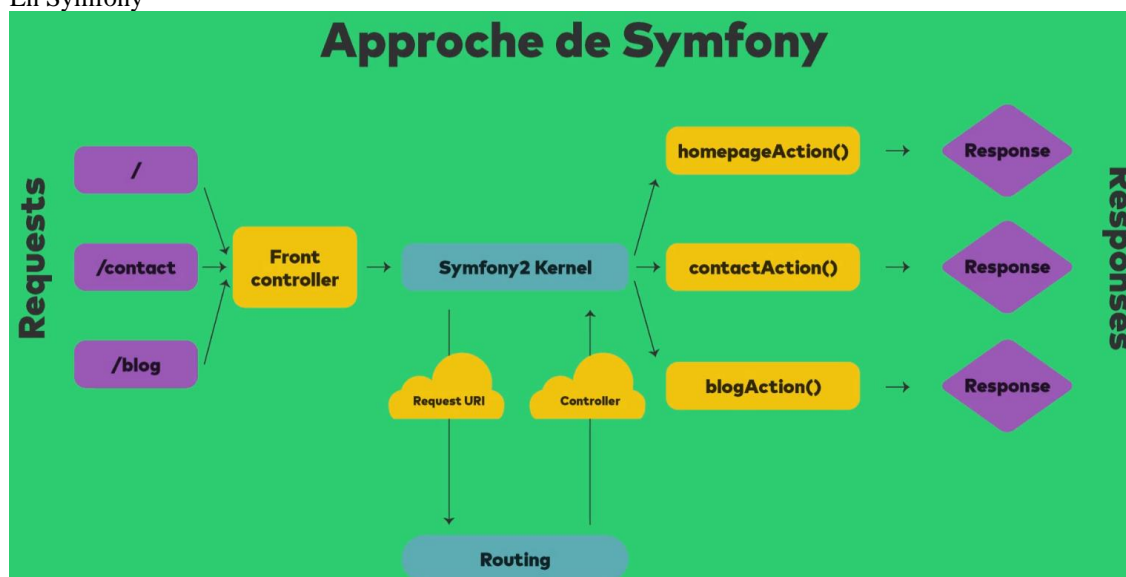 En Symfony
Approche de Symfony
Requests
/
/contact
/blog
Front
controller
Symfony2 Kernel
Request URI
Controller
Routing
homepageAction()
contactAction()
blogAction()
Response
Response
Response
Responses